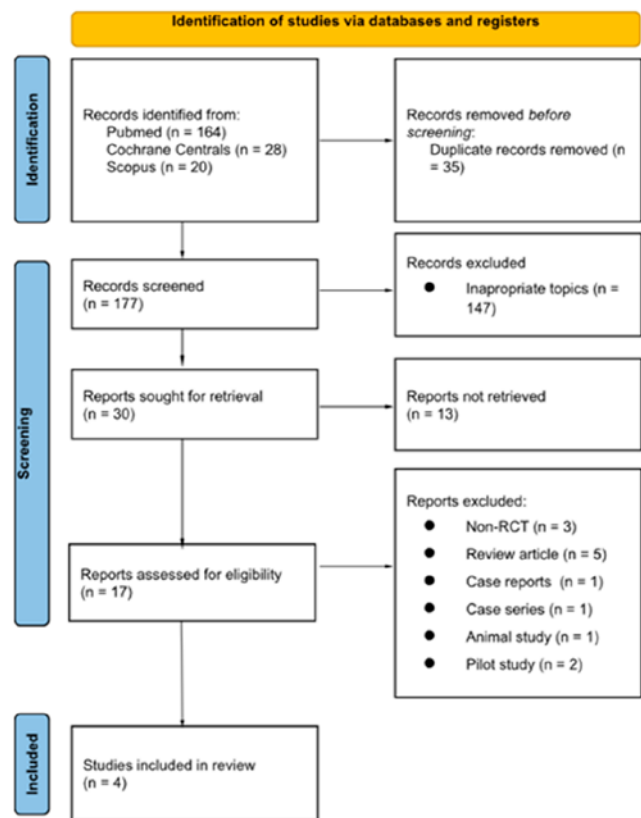 Identification of studies via databases and registers
Identification
Records identified from:
Pubmed (n = 164)
Cochrane Centrals (n = 28)
Scopus (n = 20)
Records removed before
screening:
Duplicate records removed (n
= 35)
Screening
Records screened
(n = 177)
Records excluded
● Inapropriate topics (n =
147)
Reports sought for retrieval
(n = 30)
Reports not retrieved
(n = 13)
Reports assessed for eligibility
(n = 17)
Reports excluded:
● Non-RCT (n = 3)
● Review article (n = 5)
● Case reports (n = 1)
● Case series (n = 1)
● Animal study (n = 1)
● Pilot study (n = 2)
Included
Studies included in review
(n = 4)